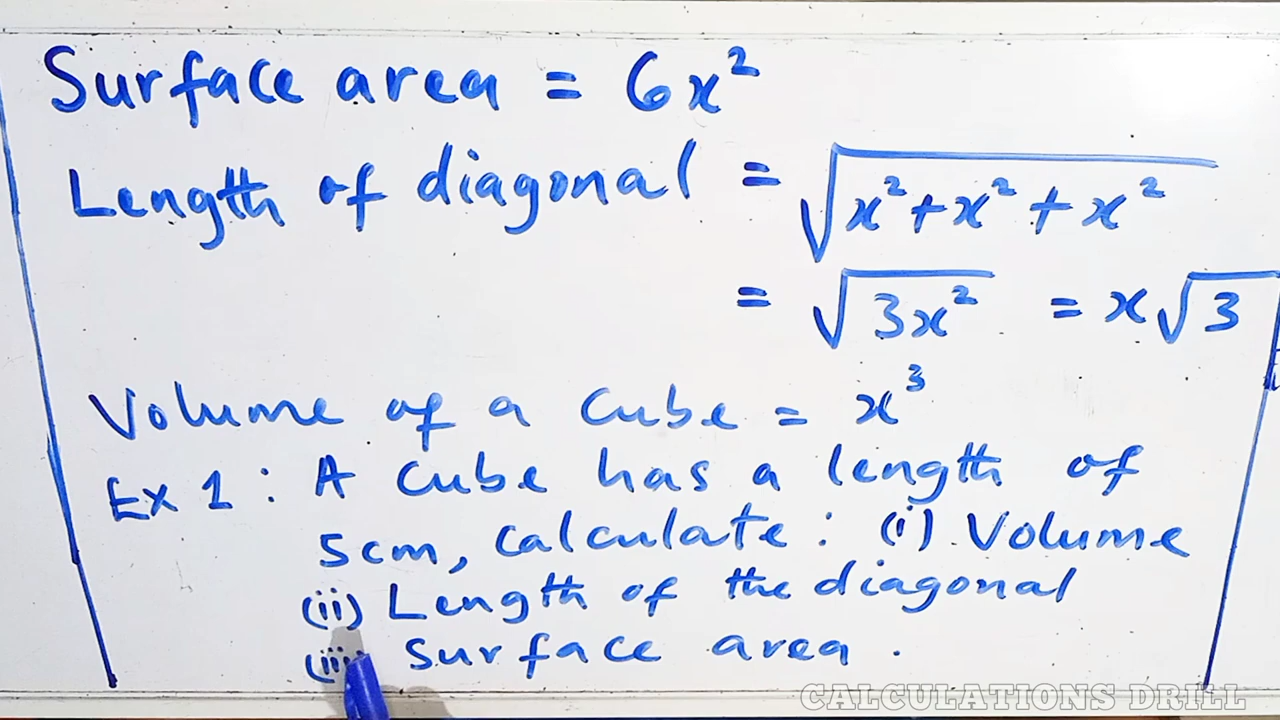 Surface area = 6x²
Length of diagonal = √x²+x²+x²
= √3x² = x√3
Volume of a cube = x³
Ex 1 : A cube has a length of
5cm, calculate : (i) Volume
(ii) Length of the diagonal
(iii) surface area.
CALCULATIONS DRILL